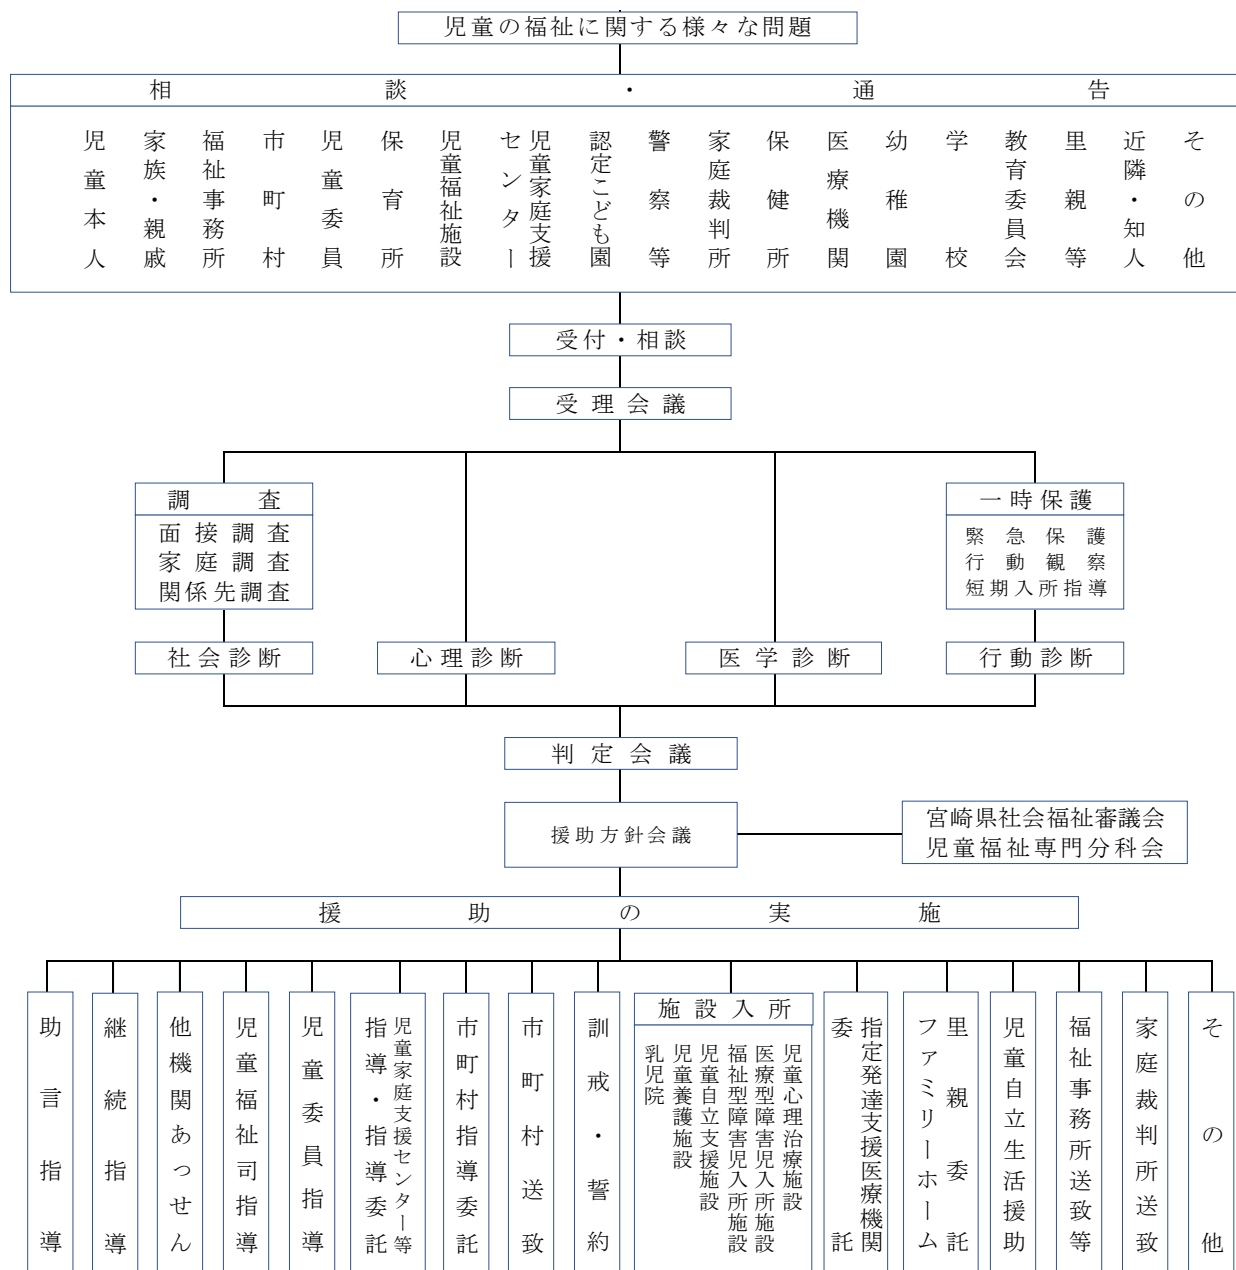 児童の福祉に関する様々な問題
相談・通告
児童本人
家族・親戚
福祉事務所
市町村
児童委員
保育所
児童福祉施設
児童家庭支援
センター
認定こども園
警察等
家庭裁判所
保健所
医療機関
幼稚園
学校
教育委員会
里親等
近隣・知人
その他
受付・相談
受理会議
調査
面接調査
家庭調査
関係先調査
一時保護
緊急保護
行動観察
短期入所指導
社会診断
心理診断
医学診断
行動診断
判定会議
援助方針会議
宮崎県社会福祉審議会
児童福祉専門分科会
援助の実施
助言指導
継続指導
他機関あっせん
児童福祉司指導
児童委員指導
児童家庭支援センター等
指導・指導委託
市町村指導委託
市町村送致
訓戒・誓約
施設入所
乳児院
児童養護施設
児童自立支援施設
福祉型障害児入所施設
医療型障害児入所施設
児童心理治療施設
指定発達支援医療機関
委託
里親委託
ファミリーホーム
児童自立生活援助
福祉事務所送致等
家庭裁判所送致
その他